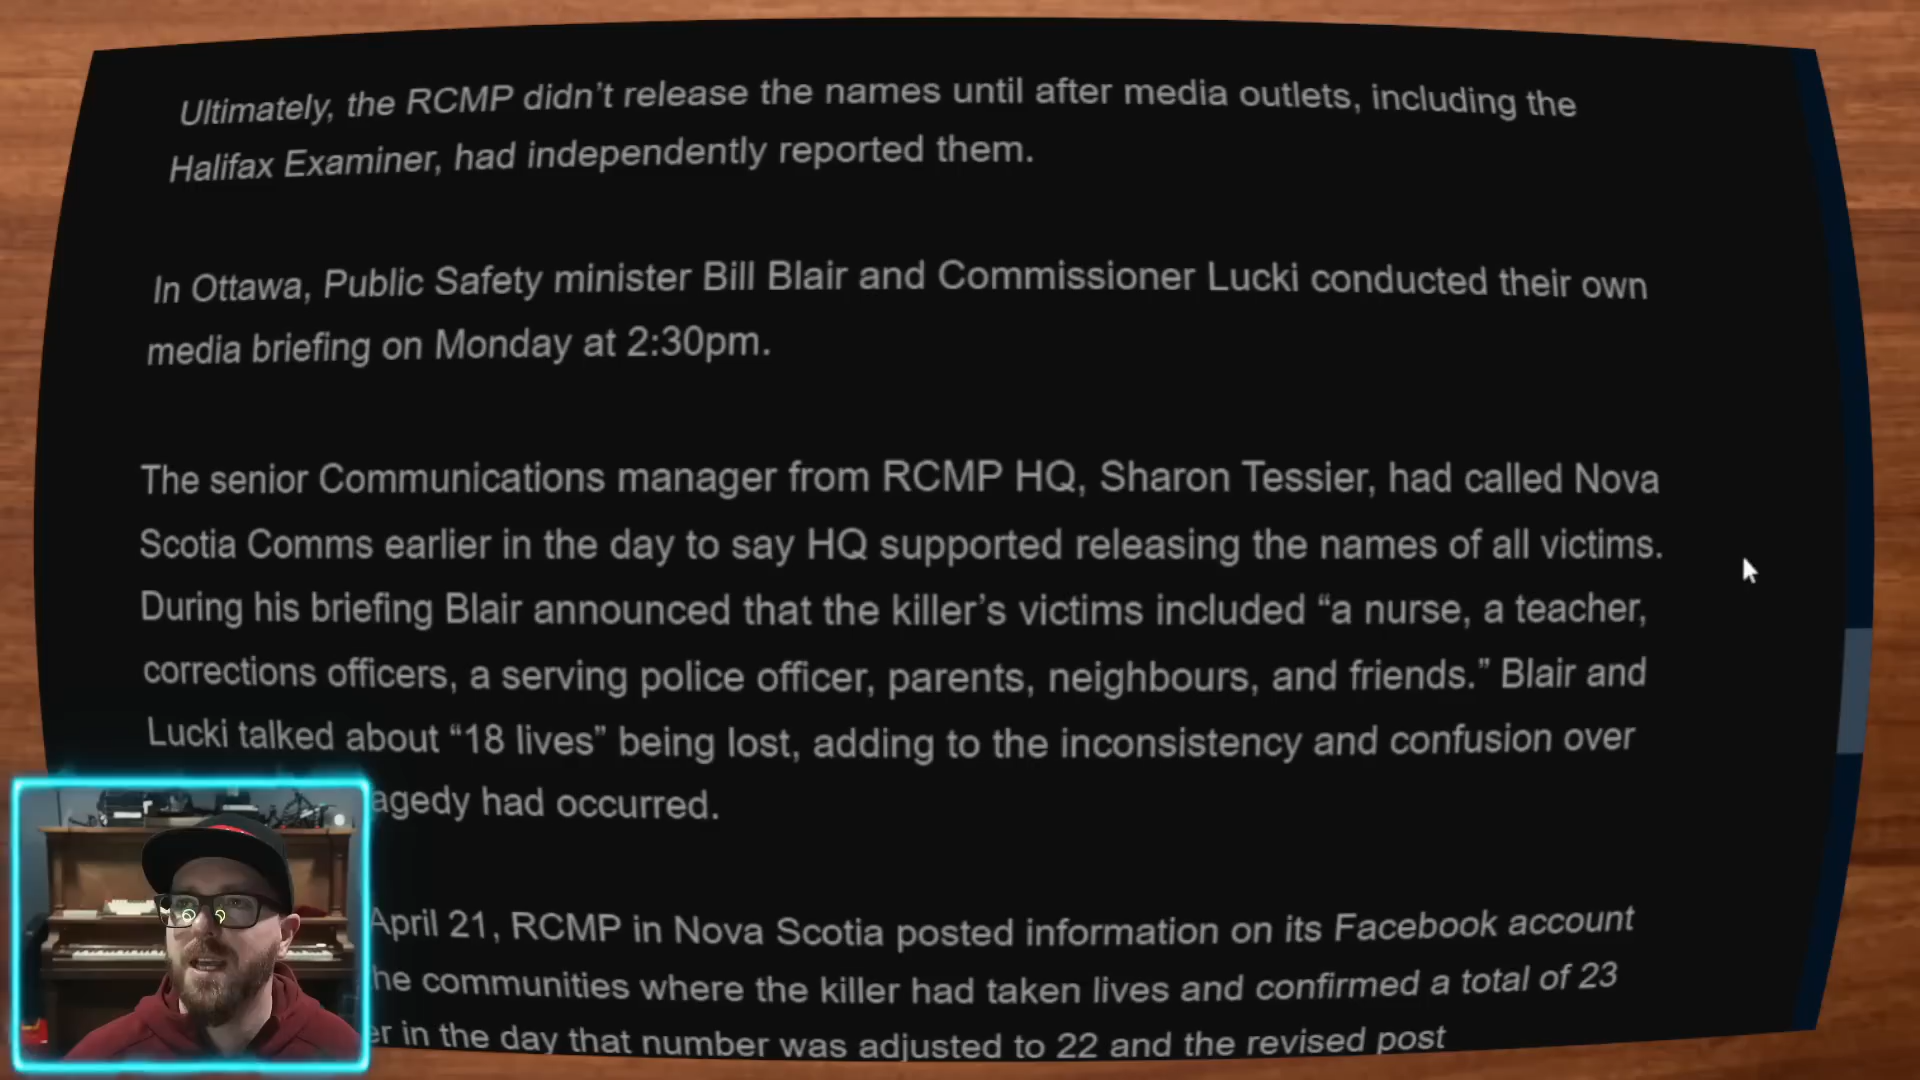 Ultimately, the RCMP didn’t release the names until after media outlets, including the
Halifax Examiner, had independently reported them.
In Ottawa, Public Safety minister Bill Blair and Commissioner Lucki conducted their own
media briefing on Monday at 2:30pm.
The senior Communications manager from RCMP HQ, Sharon Tessier, had called Nova
Scotia Comms earlier in the day to say HQ supported releasing the names of all victims.
During his briefing Blair announced that the killer’s victims included “a nurse, a teacher,
corrections officers, a serving police officer, parents, neighbours, and friends.” Blair and
Lucki talked about “18 lives” being lost, adding to the inconsistency and confusion over
agedy had occurred.
April 21, RCMP in Nova Scotia posted information on its Facebook account
he communities where the killer had taken lives and confirmed a total of 23
er in the day that number was adjusted to 22 and the revised post